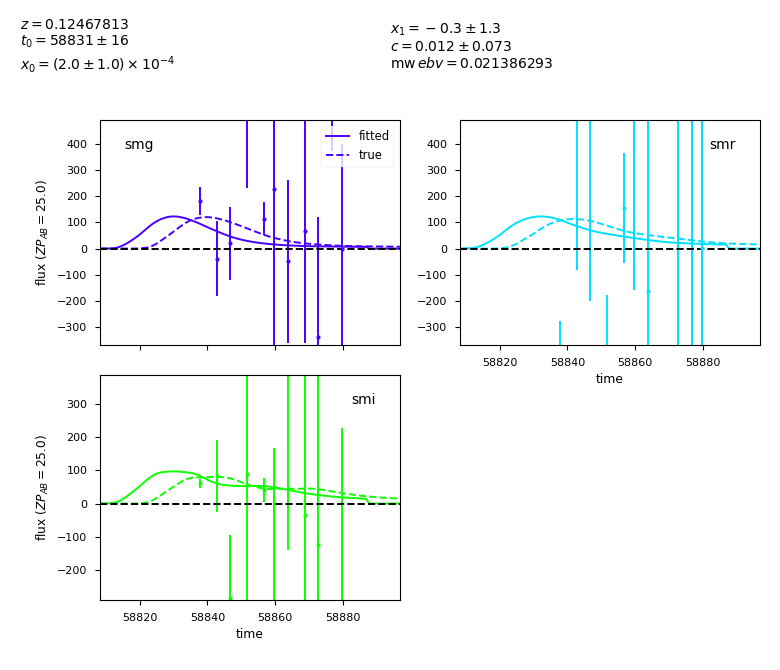 z = 0.12467813
t₀ = 58831 ± 16
x₀ = (2.0 ± 1.0) × 10⁻⁴
x₁ = −0.3 ± 1.3
c = 0.012 ± 0.073
mw ebv = 0.021386293
smg
fitted
true
400
300
200
100
0
−100
−200
−300
flux (ZP_AB = 25.0)
smr
400
300
200
100
0
−100
−200
−300
58820 58840 58860 58880
time
smi
300
200
100
0
−100
−200
flux (ZP_AB = 25.0)
58820 58840 58860 58880
time